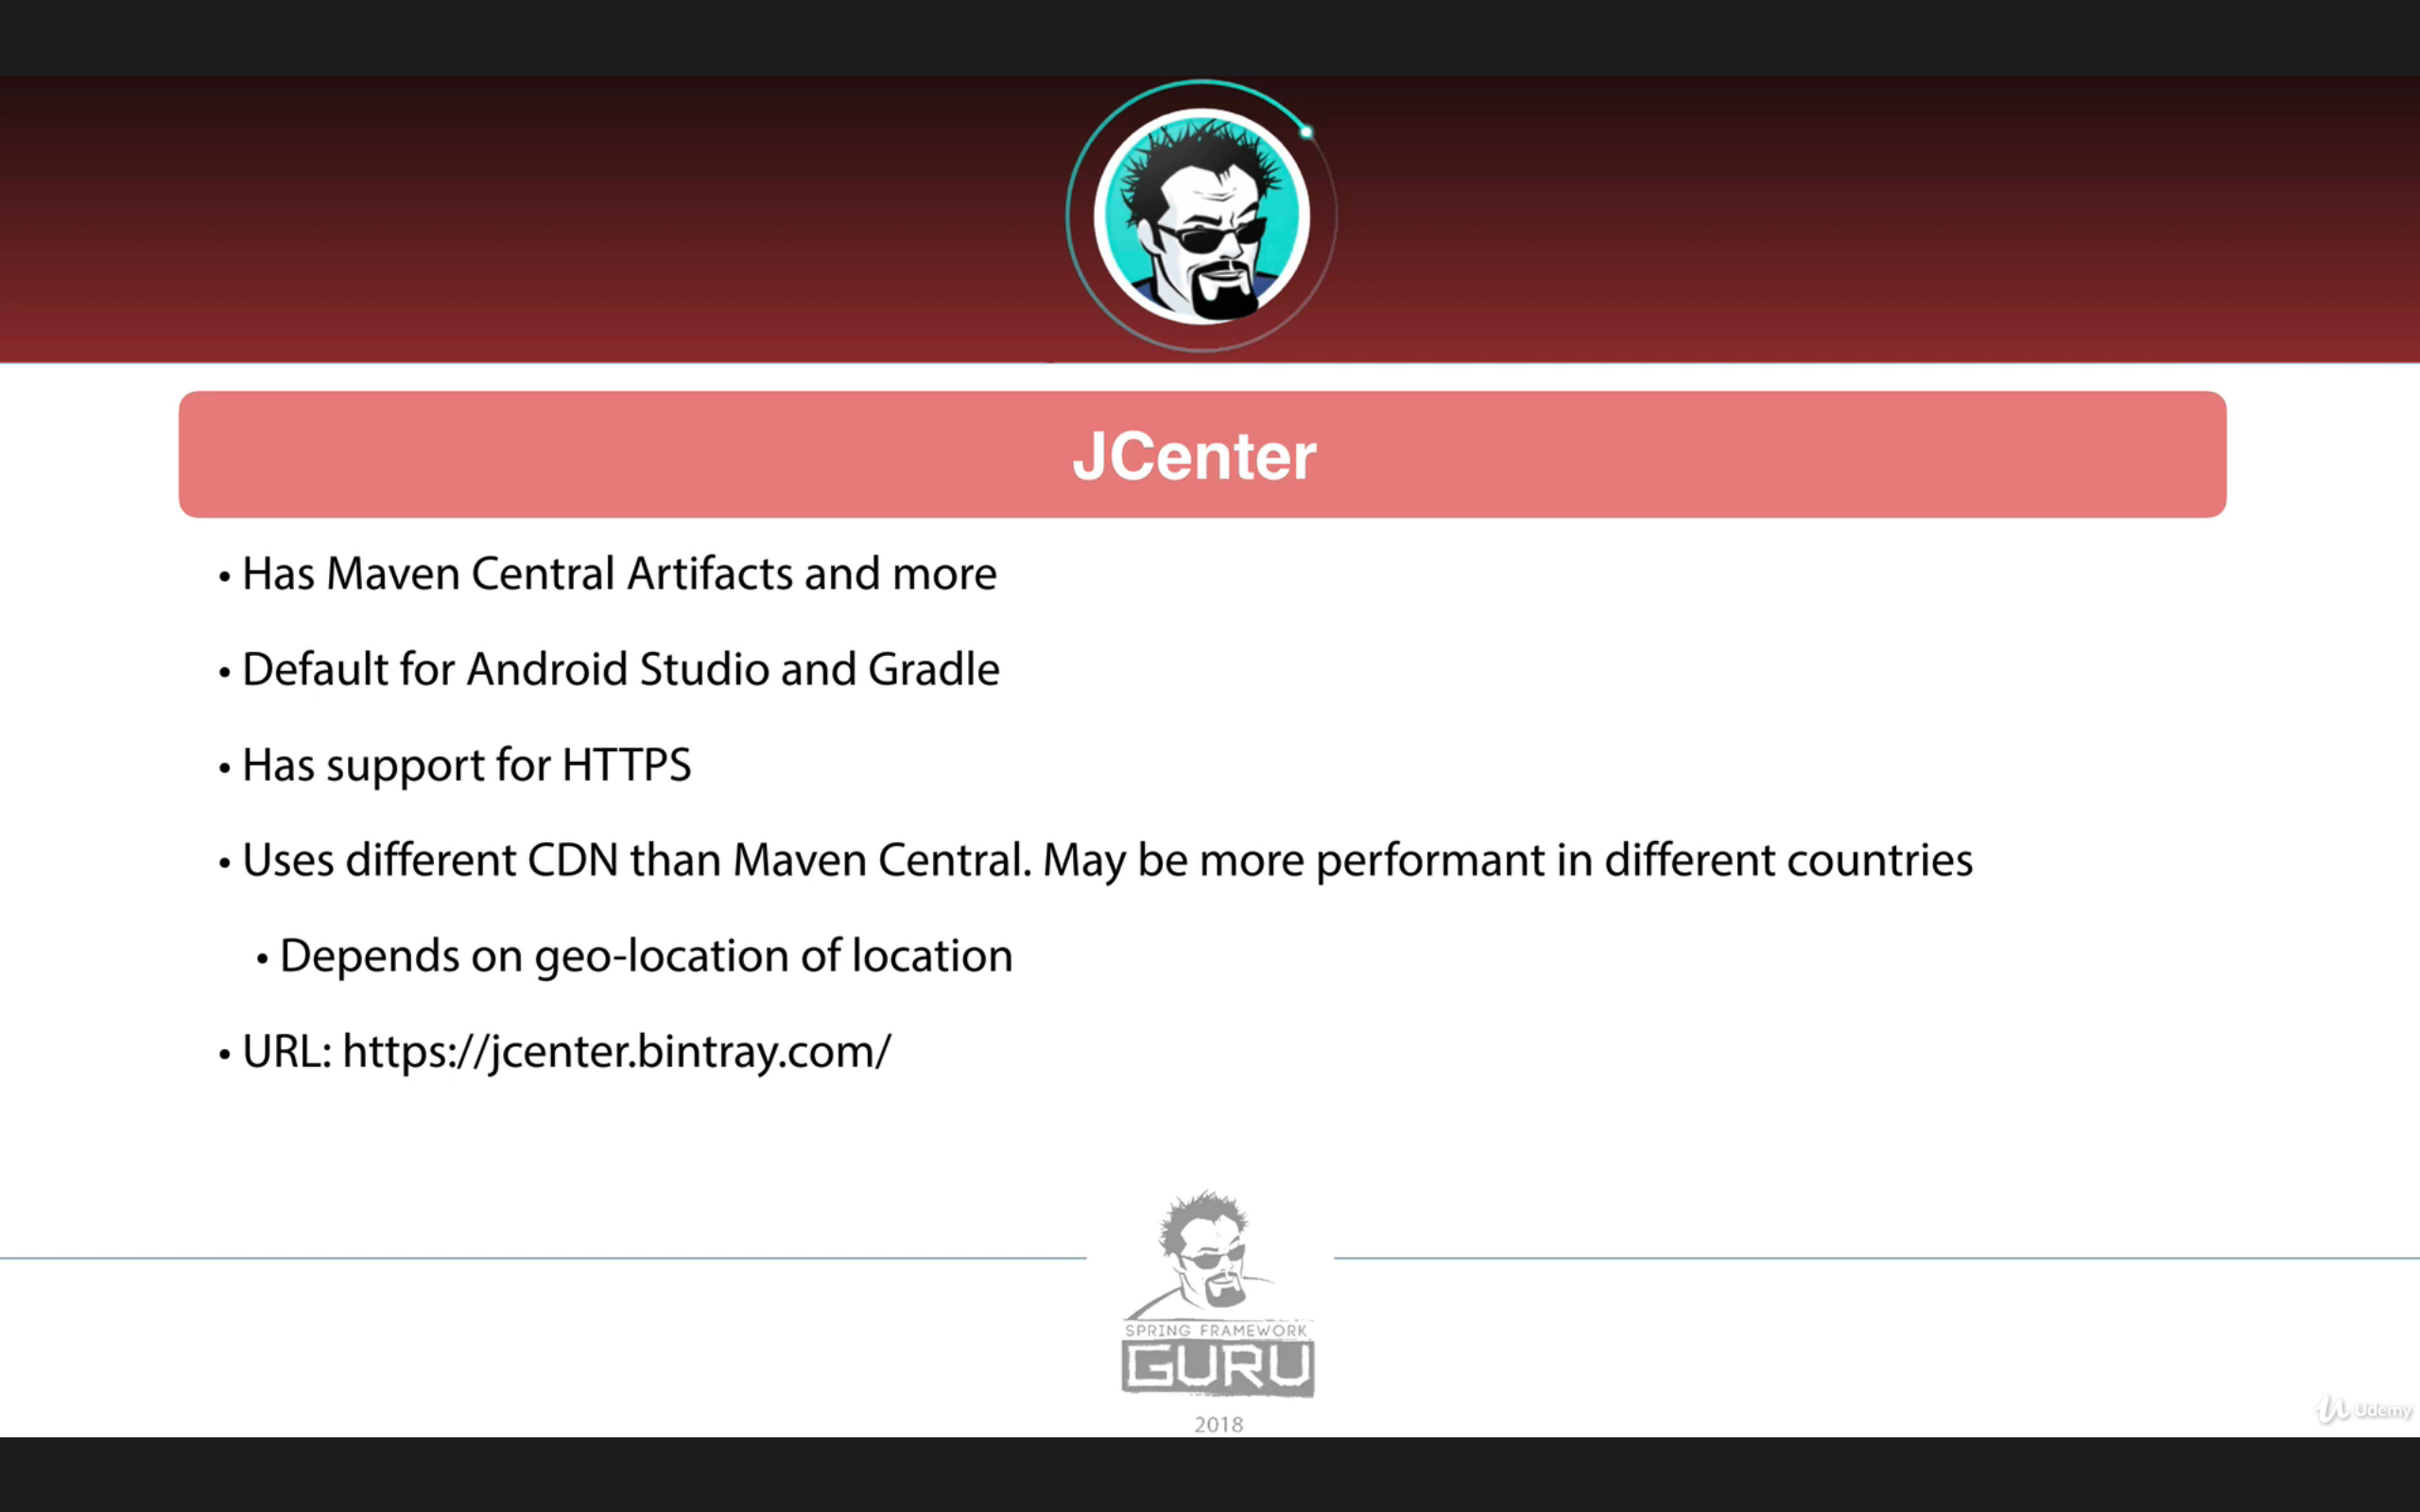 JCenter
• Has Maven Central Artifacts and more
• Default for Android Studio and Gradle
• Has support for HTTPS
• Uses different CDN than Maven Central. May be more performant in different countries
• Depends on geo-location of location
• URL: https://jcenter.bintray.com/
SPRING FRAMEWORK
GURU
2018
Udemy